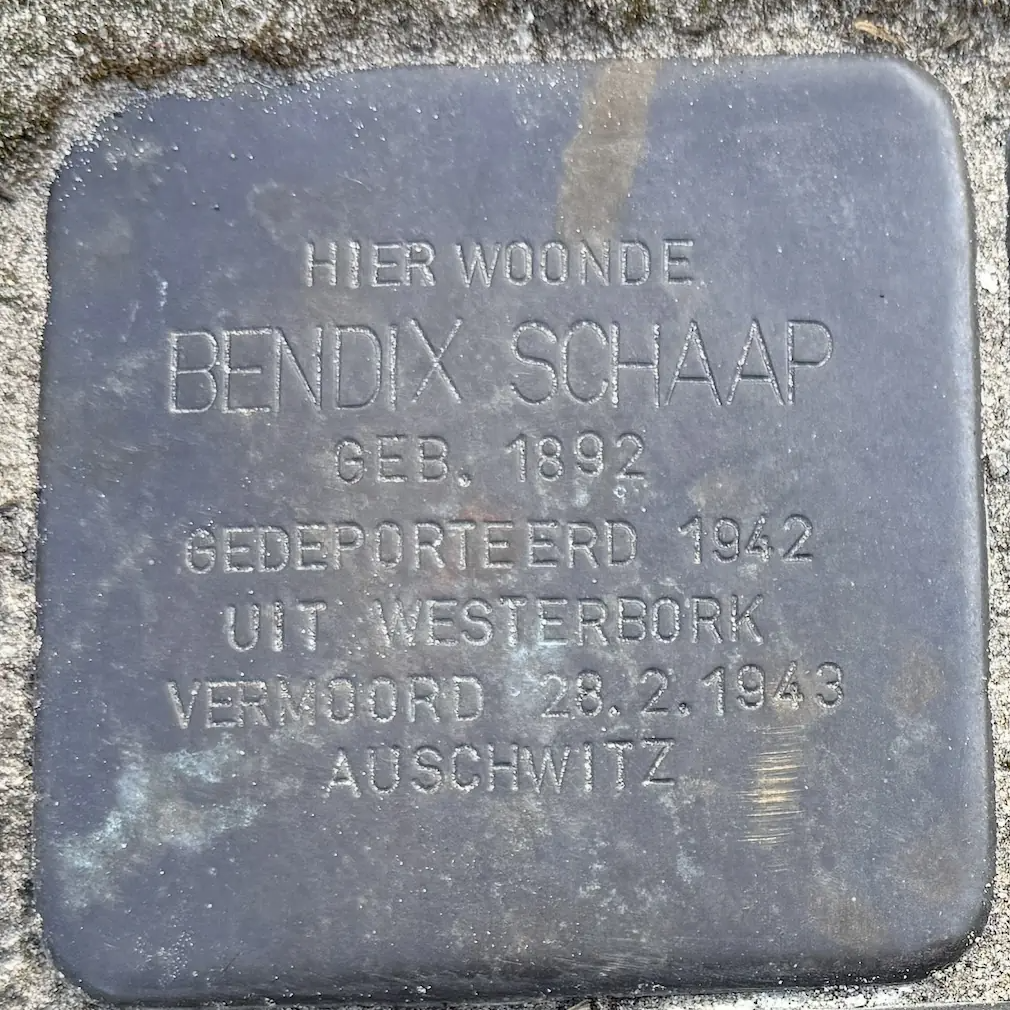 HIER WOONDE
BENDIX SCHAAP
GEB. 1892
GEDEPORTEERD 1942
UIT WESTERBORK
VERMOORD 28.2.1943
AUSCHWITZ